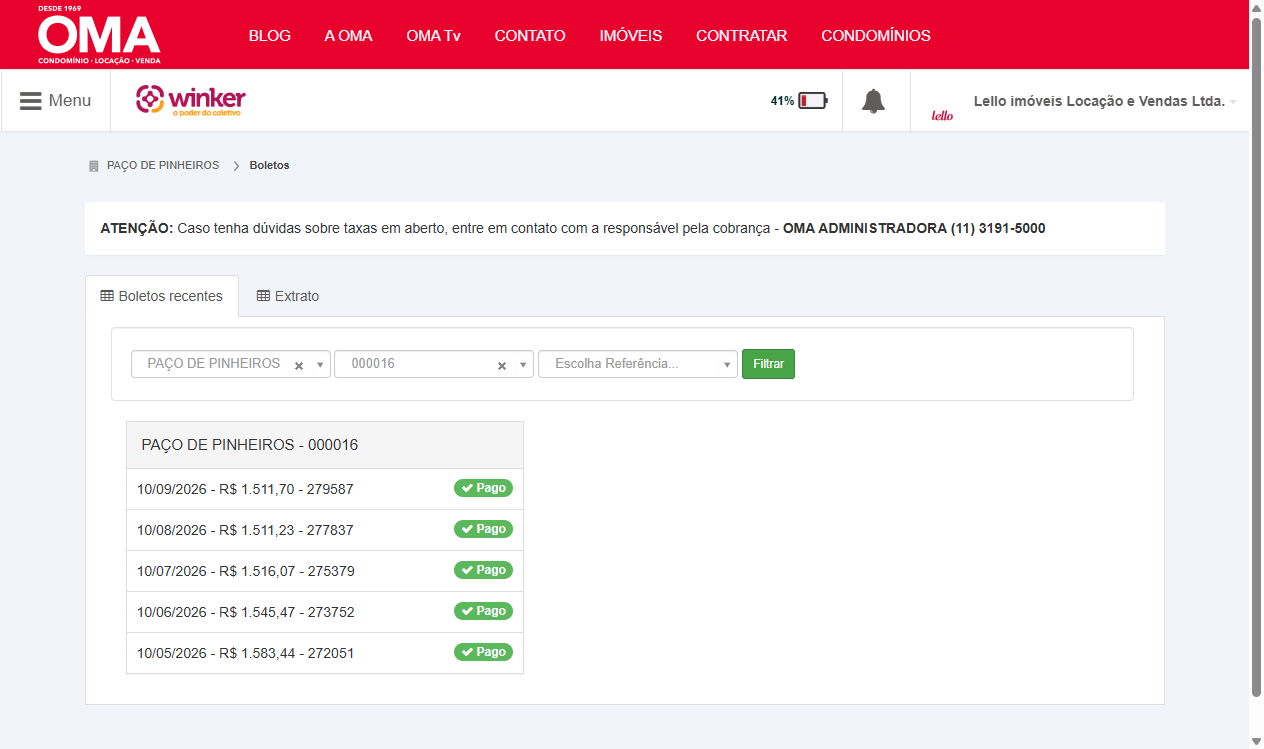 DESDE 1969
OMA
CONDOMÍNIO · LOCAÇÃO · VENDA
BLOG A OMA OMA Tv CONTATO IMÓVEIS CONTRATAR CONDOMÍNIOS
Menu
winker
o poder do coletivo
41%
lello
Lello imóveis Locação e Vendas Ltda.
PAÇO DE PINHEIROS Boletos
ATENÇÃO: Caso tenha dúvidas sobre taxas em aberto, entre em contato com a responsável pela cobrança - OMA ADMINISTRADORA (11) 3191-5000
Boletos recentes Extrato
PAÇO DE PINHEIROS 000016 Escolha Referência... Filtrar
PAÇO DE PINHEIROS - 000016
10/09/2026 - R$ 1.511,70 - 279587 Pago
10/08/2026 - R$ 1.511,23 - 277837 Pago
10/07/2026 - R$ 1.516,07 - 275379 Pago
10/06/2026 - R$ 1.545,47 - 273752 Pago
10/05/2026 - R$ 1.583,44 - 272051 Pago